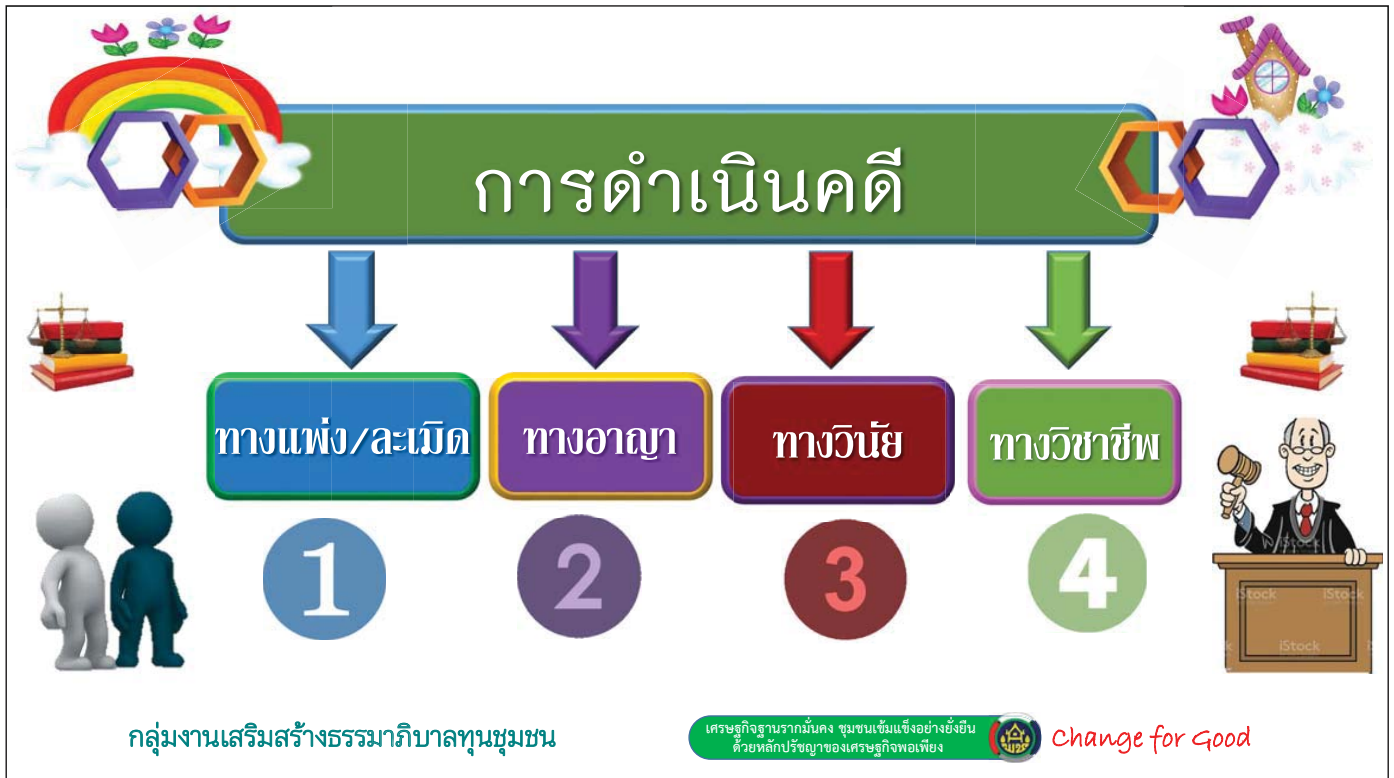 การดำเนินคดี
ทางแพ่ง/ละเมิด
ทางอาญา
ทางวินัย
ทางวิชาชีพ
1
2
3
4
iStock
iStock
iStock
iStock
กลุ่มงานเสริมสร้างธรรมาภิบาลทุนชุมชน
เศรษฐกิจฐานรากมั่นคง ชุมชนเข้มแข็งอย่างยั่งยืน
ด้วยหลักปรัชญาของเศรษฐกิจพอเพียง
Change for Good